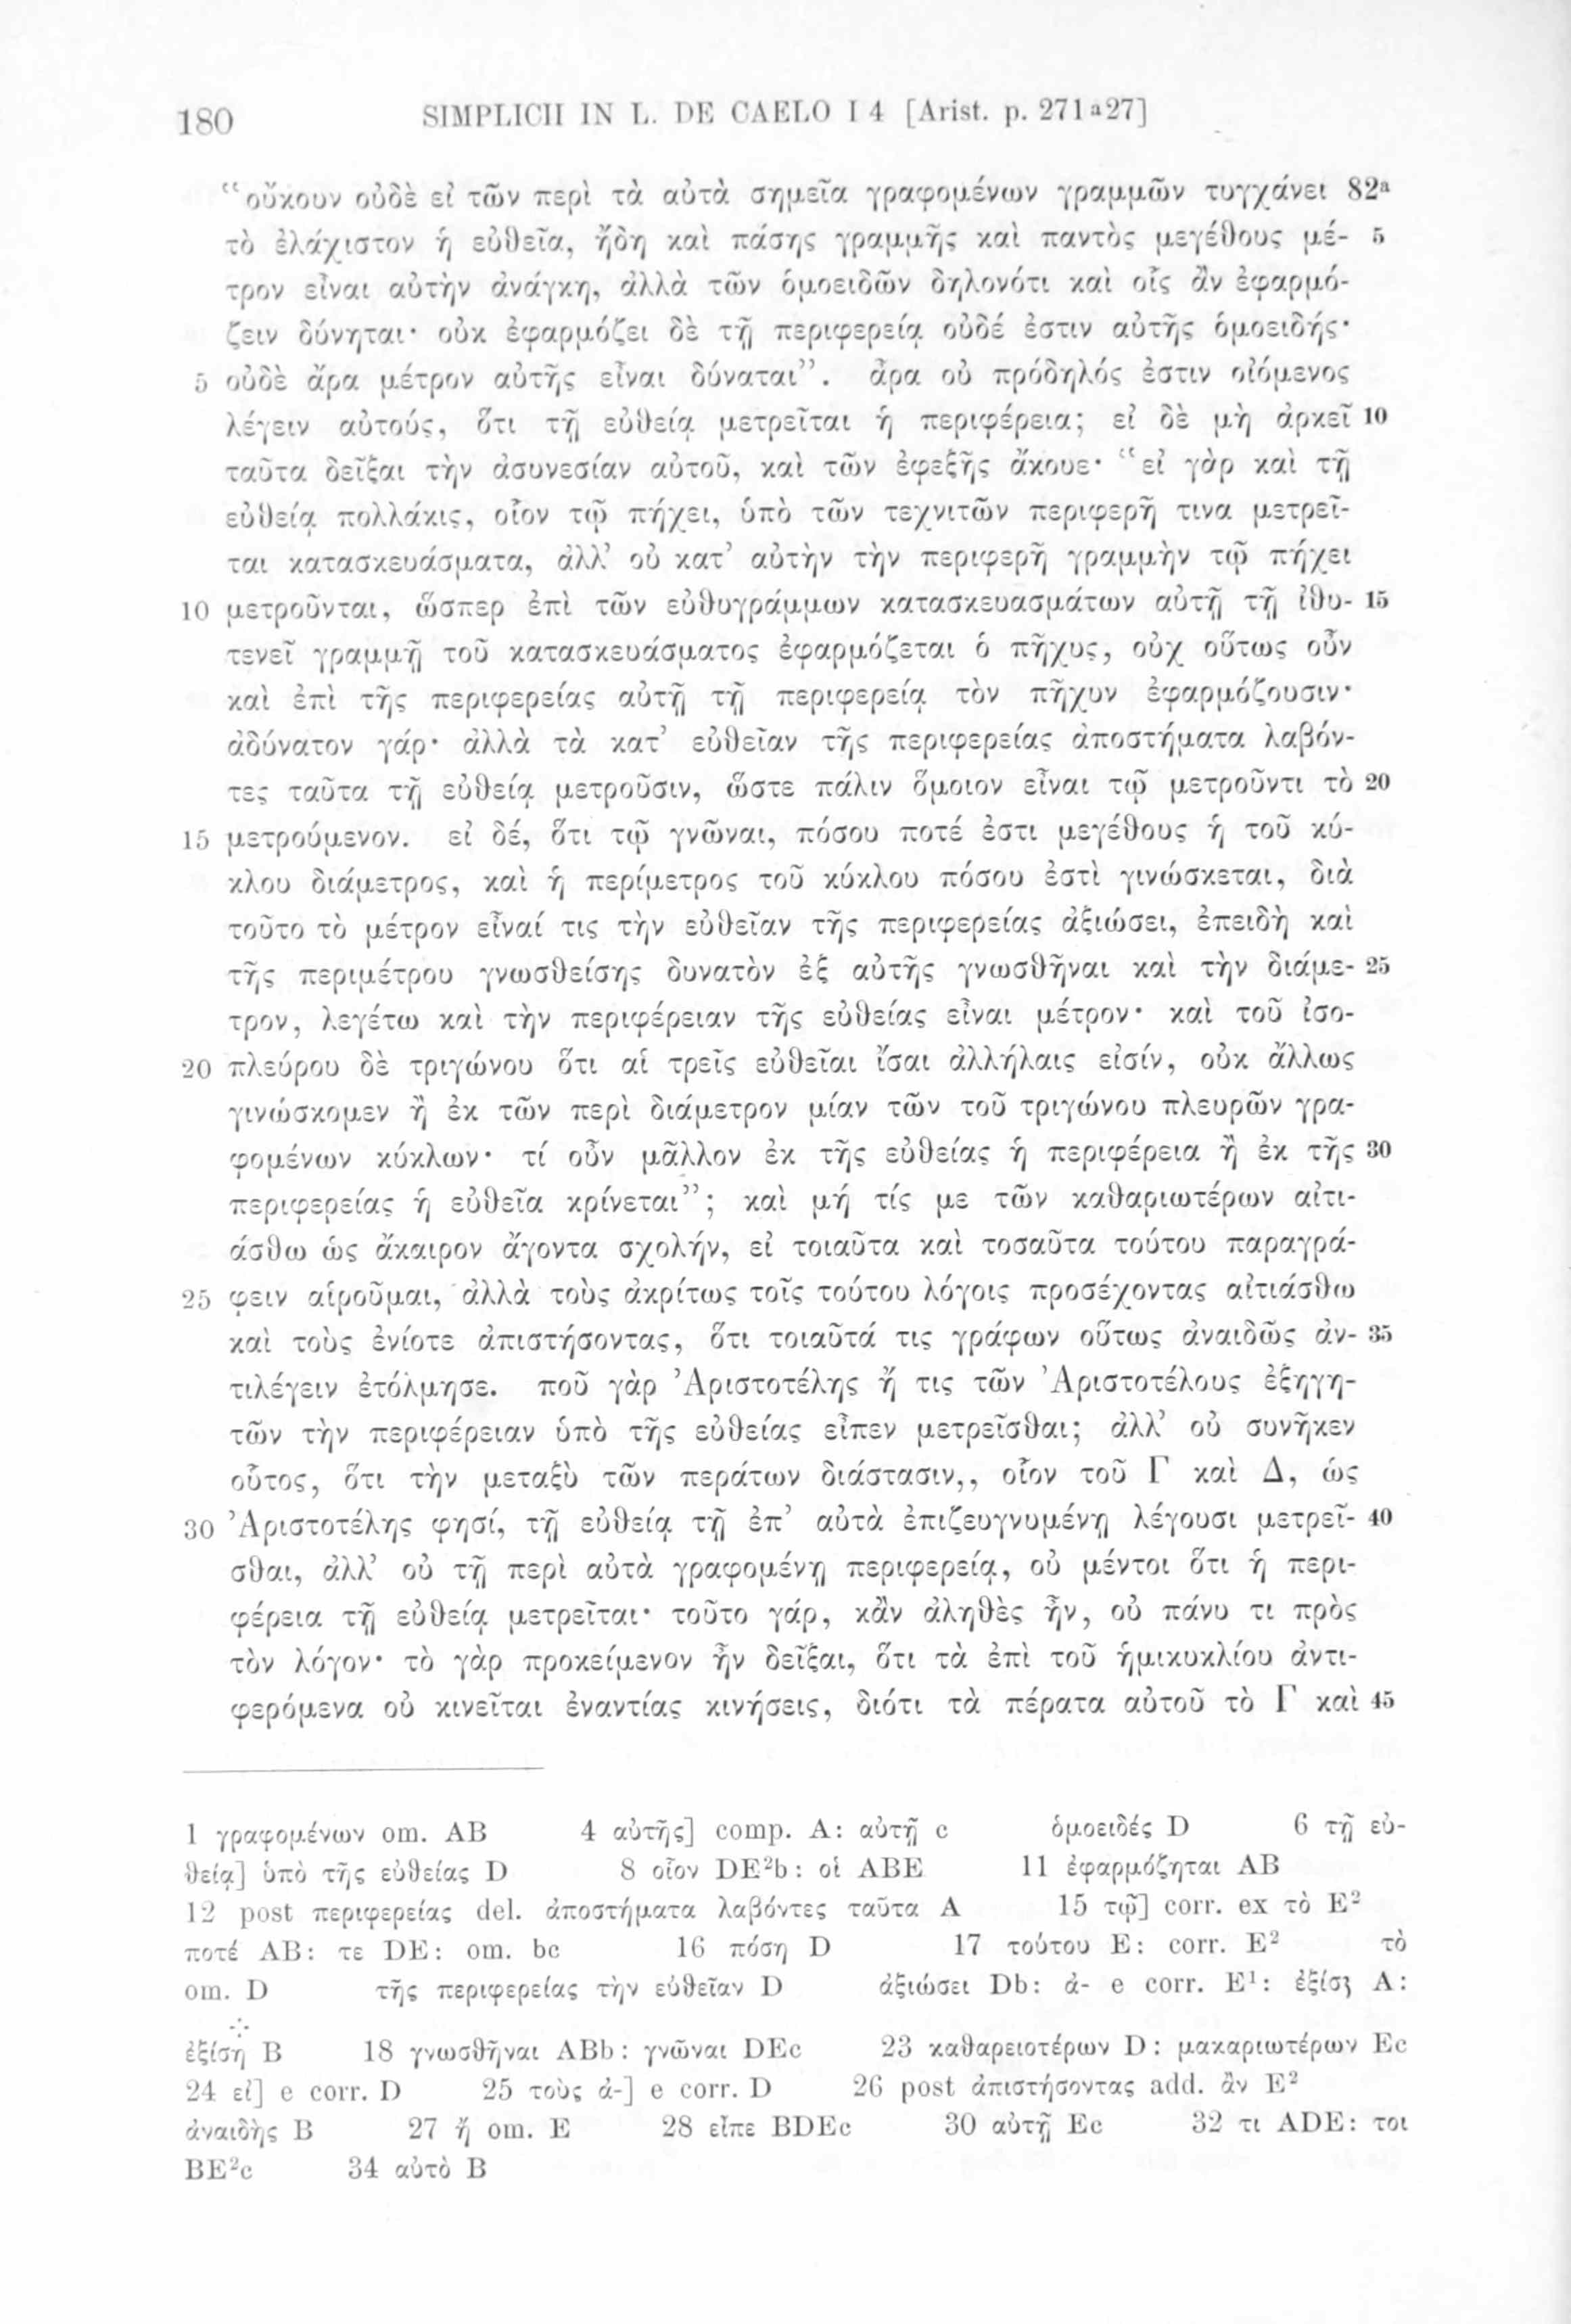 180 SIMPLICII IN L. DE CAELO I 4 [Arist. p. 271ᵃ27]
“οὔκουν οὐδὲ εἰ τῶν περὶ τὰ αὐτὰ σημεῖα γραφομένων γραμμῶν τυγχάνει 82ᵃ
τὸ ἐλάχιστον ἡ εὐθεῖα, ἤδη καὶ πάσης γραμμῆς καὶ παντὸς μεγέθους μέ- 5
τρον εἶναι αὐτὴν ἀνάγκη, ἀλλὰ τῶν ὁμοειδῶν δηλονότι καὶ οἷς ἂν ἐφαρμό-
ζειν δύνηται· οὐκ ἐφαρμόζει δὲ τῇ περιφερείᾳ οὐδέ ἐστιν αὐτῆς ὁμοειδής·
5 οὐδὲ ἄρα μέτρον αὐτῆς εἶναι δύναται”. ἆρα οὐ πρόδηλός ἐστιν οἰόμενος
λέγειν αὐτούς, ὅτι τῇ εὐθείᾳ μετρεῖται ἡ περιφέρεια; εἰ δὲ μὴ ἀρκεῖ 10
ταῦτα δεῖξαι τὴν ἀσυνεσίαν αὐτοῦ, καὶ τῶν ἐφεξῆς ἄκουε· “εἰ γὰρ καὶ τῇ
εὐθείᾳ πολλάκις, οἷον τῷ πήχει, ὑπὸ τῶν τεχνιτῶν περιφερῆ τινα μετρεῖ-
ται κατασκευάσματα, ἀλλ’ οὐ κατ’ αὐτὴν τὴν περιφερῆ γραμμὴν τῷ πήχει
10 μετροῦνται, ὥσπερ ἐπὶ τῶν εὐθυγράμμων κατασκευασμάτων αὐτῇ τῇ ἰθυ- 15
τενεῖ γραμμῇ τοῦ κατασκευάσματος ἐφαρμόζεται ὁ πῆχυς, οὐχ οὕτως οὖν
καὶ ἐπὶ τῆς περιφερείας αὐτῇ τῇ περιφερείᾳ τὸν πῆχυν ἐφαρμόζουσιν·
ἀδύνατον γάρ· ἀλλὰ τὰ κατ’ εὐθεῖαν τῆς περιφερείας ἀποστήματα λαβόν-
τες ταῦτα τῇ εὐθείᾳ μετροῦσιν, ὥστε πάλιν ὅμοιον εἶναι τῷ μετροῦντι τὸ 20
15 μετρούμενον. εἰ δέ, ὅτι τῷ γνῶναι, πόσου ποτέ ἐστι μεγέθους ἡ τοῦ κύ-
κλου διάμετρος, καὶ ἡ περίμετρος τοῦ κύκλου πόσου ἐστὶ γινώσκεται, διὰ
τοῦτο τὸ μέτρον εἶναί τις τὴν εὐθεῖαν τῆς περιφερείας ἀξιώσει, ἐπειδὴ καὶ
τῆς περιμέτρου γνωσθείσης δυνατὸν ἐξ αὐτῆς γνωσθῆναι καὶ τὴν διάμε- 25
τρον, λεγέτω καὶ τὴν περιφέρειαν τῆς εὐθείας εἶναι μέτρον· καὶ τοῦ ἰσο-
20 πλεύρου δὲ τριγώνου ὅτι αἱ τρεῖς εὐθεῖαι ἴσαι ἀλλήλαις εἰσίν, οὐκ ἄλλως
γινώσκομεν ἢ ἐκ τῶν περὶ διάμετρον μίαν τῶν τοῦ τριγώνου πλευρῶν γρα-
φομένων κύκλων· τί οὖν μᾶλλον ἐκ τῆς εὐθείας ἡ περιφέρεια ἢ ἐκ τῆς 30
περιφερείας ἡ εὐθεῖα κρίνεται”; καὶ μή τίς με τῶν καθαριωτέρων αἰτι-
άσθω ὡς ἄκαιρον ἄγοντα σχολήν, εἰ τοιαῦτα καὶ τοσαῦτα τούτου παραγρά-
25 φειν αἱροῦμαι, ἀλλὰ τοὺς ἀκρίτως τοῖς τούτου λόγοις προσέχοντας αἰτιάσθω
καὶ τοὺς ἐνίοτε ἀπιστήσοντας, ὅτι τοιαῦτά τις γράφων οὕτως ἀναιδῶς ἀν- 35
τιλέγειν ἐτόλμησε. ποῦ γὰρ Ἀριστοτέλης ἤ τις τῶν Ἀριστοτέλους ἐξηγη-
τῶν τὴν περιφέρειαν ὑπὸ τῆς εὐθείας εἶπεν μετρεῖσθαι; ἀλλ’ οὐ συνῆκεν
οὗτος, ὅτι τὴν μεταξὺ τῶν περάτων διάστασιν,, οἷον τοῦ Γ καὶ Δ, ὡς
30 Ἀριστοτέλης φησί, τῇ εὐθείᾳ τῇ ἐπ’ αὐτὰ ἐπιζευγνυμένῃ λέγουσι μετρεῖ- 40
σθαι, ἀλλ’ οὐ τῇ περὶ αὐτὰ γραφομένῃ περιφερείᾳ, οὐ μέντοι ὅτι ἡ περι-
φέρεια τῇ εὐθείᾳ μετρεῖται· τοῦτο γάρ, κἂν ἀληθὲς ἦν, οὐ πάνυ τι πρὸς
τὸν λόγον· τὸ γὰρ προκείμενον ἦν δεῖξαι, ὅτι τὰ ἐπὶ τοῦ ἡμικυκλίου ἀντι-
φερόμενα οὐ κινεῖται ἐναντίας κινήσεις, διότι τὰ πέρατα αὐτοῦ τὸ Γ καὶ 45
1 γραφομένων om. AB 4 αὐτῆς] comp. A: αὐτῇ c ὁμοειδές D 6 τῇ εὐ-
θείᾳ] ὑπὸ τῆς εὐθείας D 8 οἷον DE²b: οἱ ABE 11 ἐφαρμόζηται AB
12 post περιφερείας del. ἀποστήματα λαβόντες ταῦτα A 15 τῷ] corr. ex τὸ E²
ποτέ AB: τε DE: om. bc 16 πόση D 17 τούτου E: corr. E² τὸ
om. D τῆς περιφερείας τὴν εὐθεῖαν D ἀξιώσει Db: ἀ- e corr. E¹: A:
ἐξίση B 18 γνωσθῆναι ABb: γνῶναι DEc 23 καθαρειοτέρων D: μακαριωτέρων Ec
24 εἰ] e corr. D 25 τοὺς ἀ-] e corr. D 26 post ἀπιστήσοντας add. ἂν E²
ἀναιδὴς B 27 ἤ om. E 28 εἶπε BDEc 30 αὐτῇ Ec 32 τι ADE: τοι
BE²c 34 αὐτὸ B